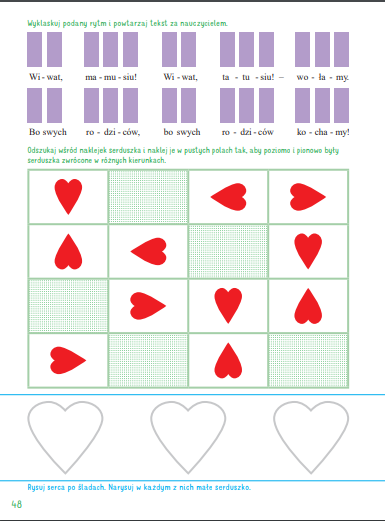 Wyklaskuj podany rytm i powtarzaj tekst za nauczycielem.
Wi - wat, ma - mu - siu! Wi - wat, ta - tu - siu! – wo - ła - my.
Bo swych ro - dzi - ców, bo swych ro - dzi - ców ko - cha - my!
Odszukaj wśród naklejek serduszka i naklej je w pustych polach tak, aby poziomo i pionowo były
serduszka zwrócone w różnych kierunkach.
Rysuj serca po śladach. Narysuj w każdym z nich małe serduszko.
48